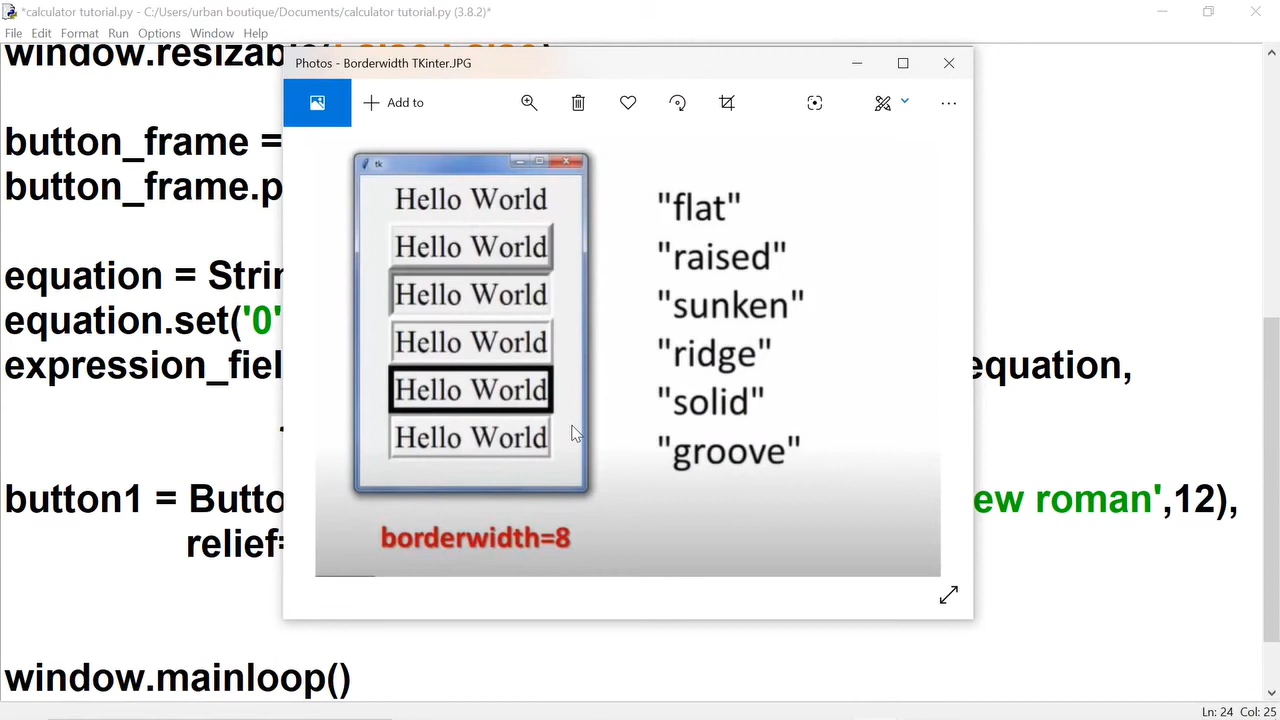 *calculator tutorial.py - C:/Users/urban boutique/Documents/calculator tutorial.py (3.8.2)*
File Edit Format Run Options Window Help
window.resizab
Photos - Borderwidth TKinter.JPG
Add to
button_frame =
button_frame.p
tk
Hello World "flat"
Hello World "raised"
Hello World "sunken"
Hello World "ridge"
Hello World "solid"
Hello World "groove"
borderwidth=8
equation = Strin
equation.set('0'
expression_fiel equation,
button1 = Butto ew roman',12),
relief=
window.mainloop()
Ln: 24 Col: 25